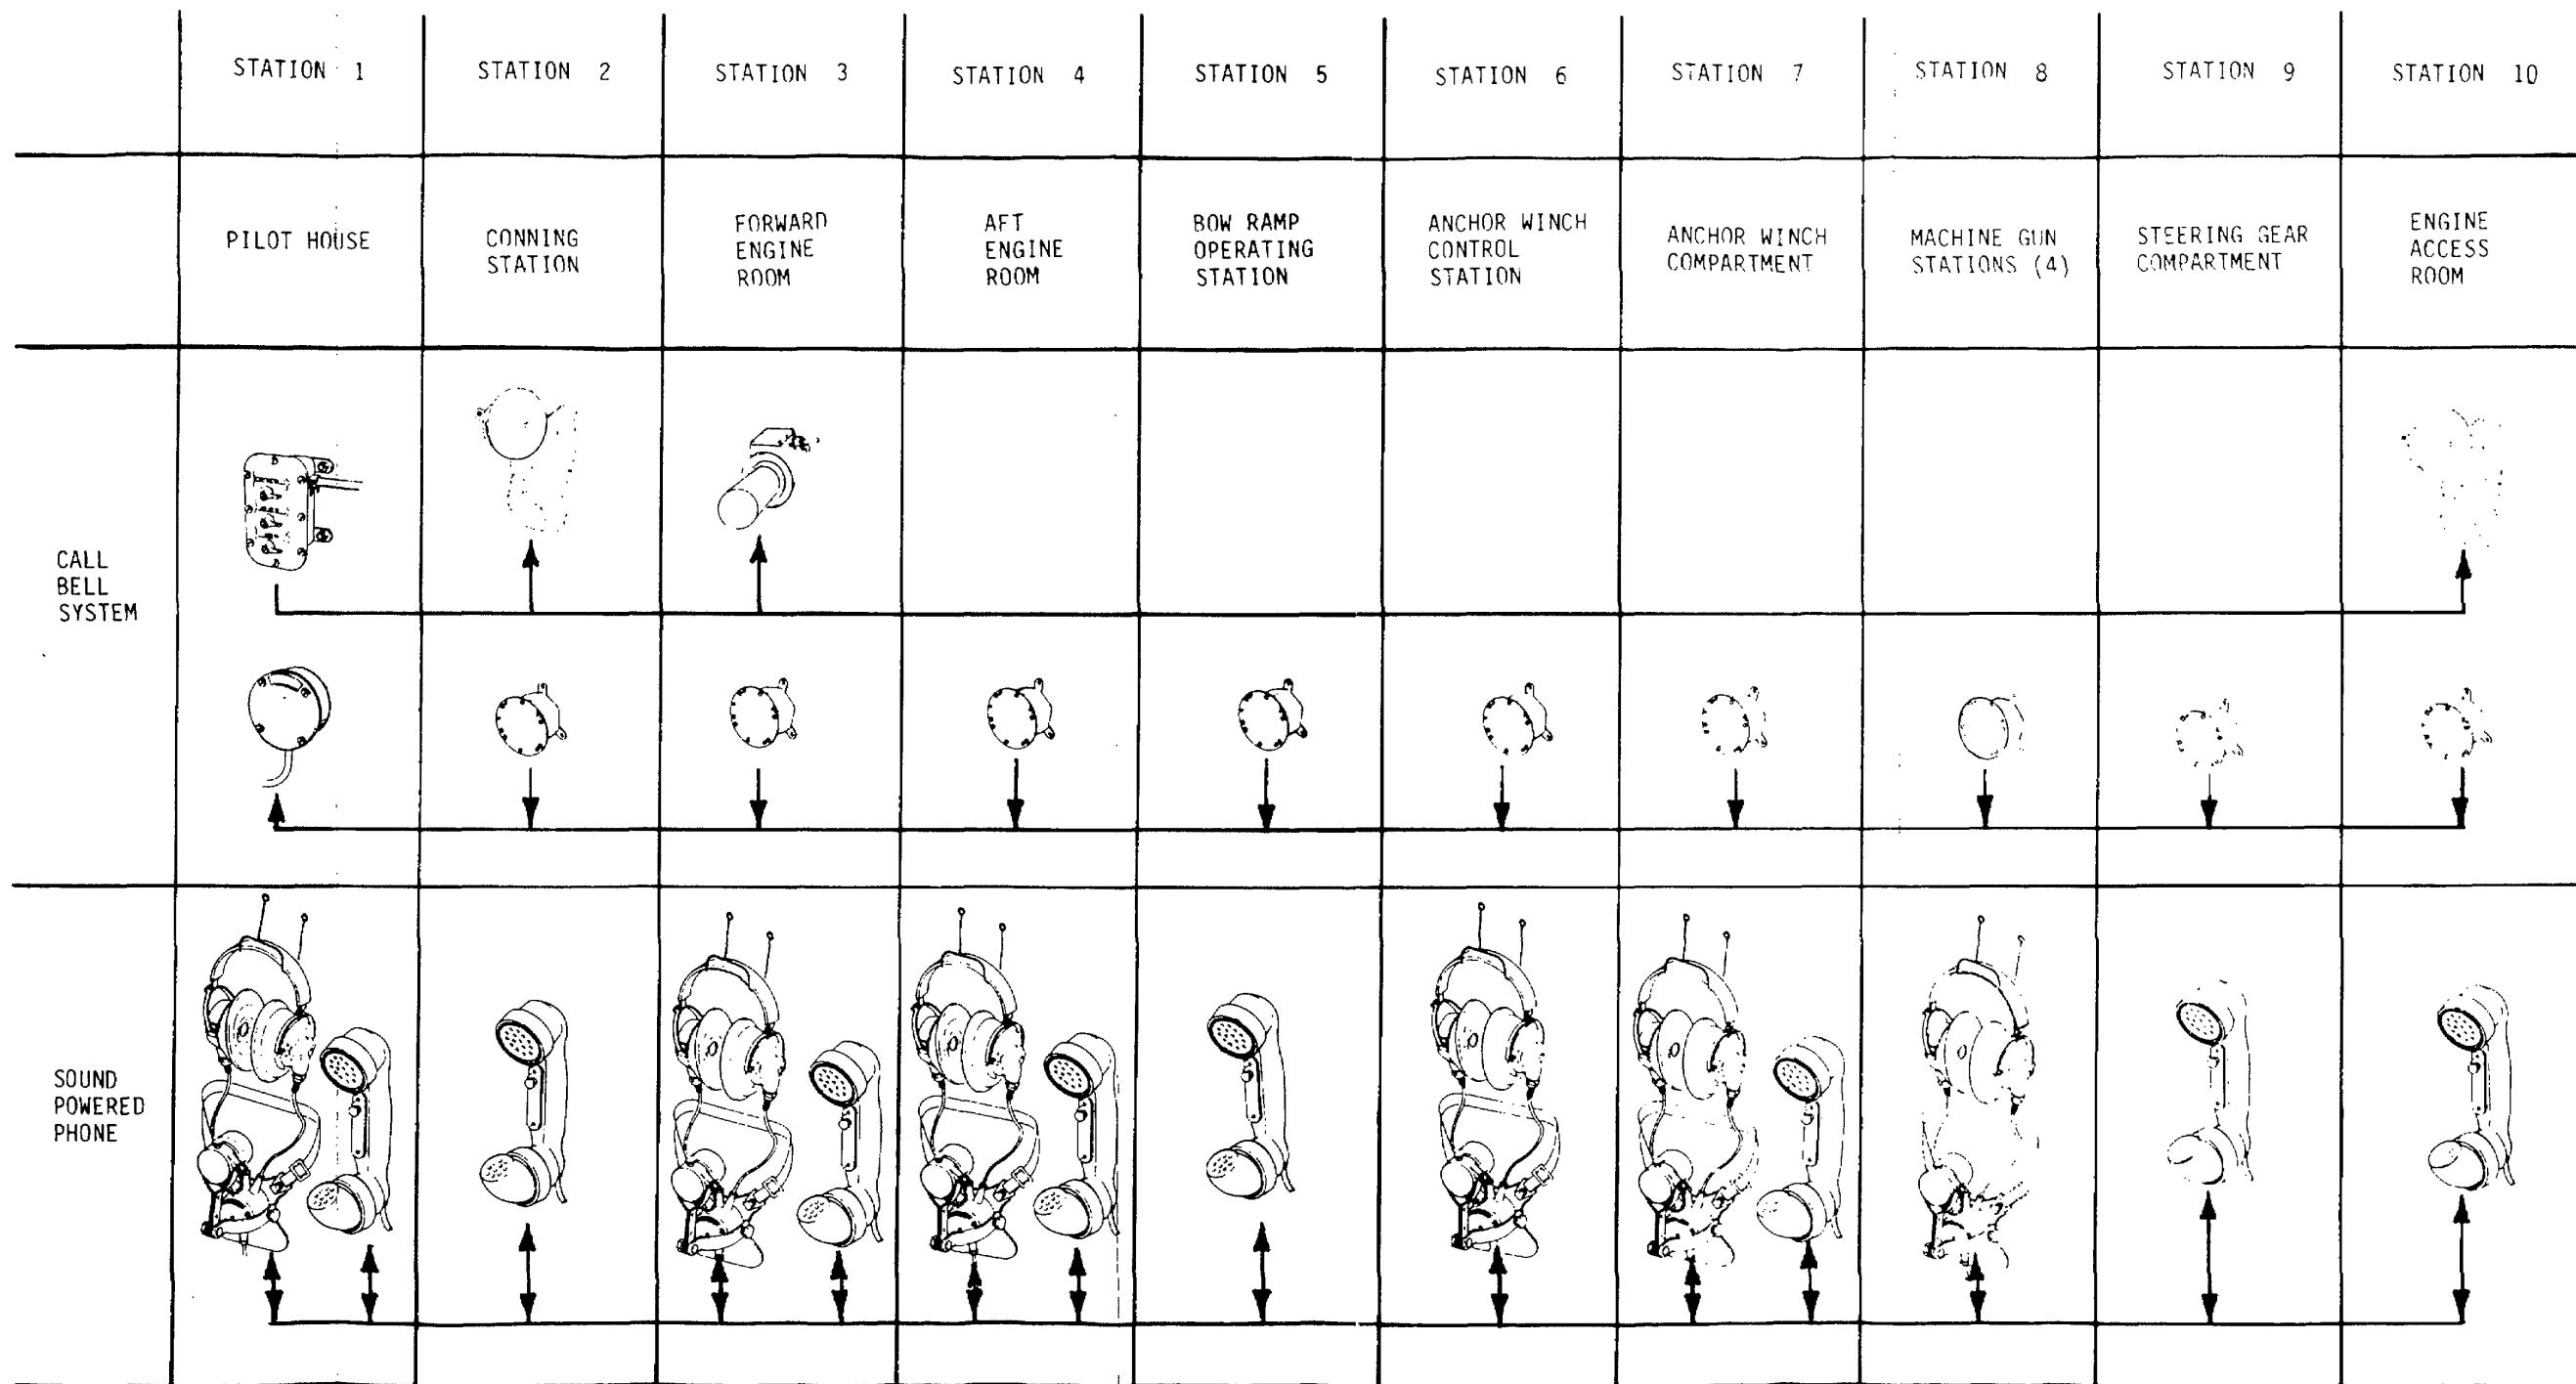 STATION 1
STATION 2
STATION 3
STATION 4
STATION 5
STATION 6
STATION 7
STATION 8
STATION 9
STATION 10
PILOT HOUSE
CONNING
STATION
FORWARD
ENGINE
ROOM
AFT
ENGINE
ROOM
BOW RAMP
OPERATING
STATION
ANCHOR WINCH
CONTROL
STATION
ANCHOR WINCH
COMPARTMENT
MACHINE GUN
STATIONS (4)
STEERING GEAR
COMPARTMENT
ENGINE
ACCESS
ROOM
CALL
BELL
SYSTEM
SOUND
POWERED
PHONE